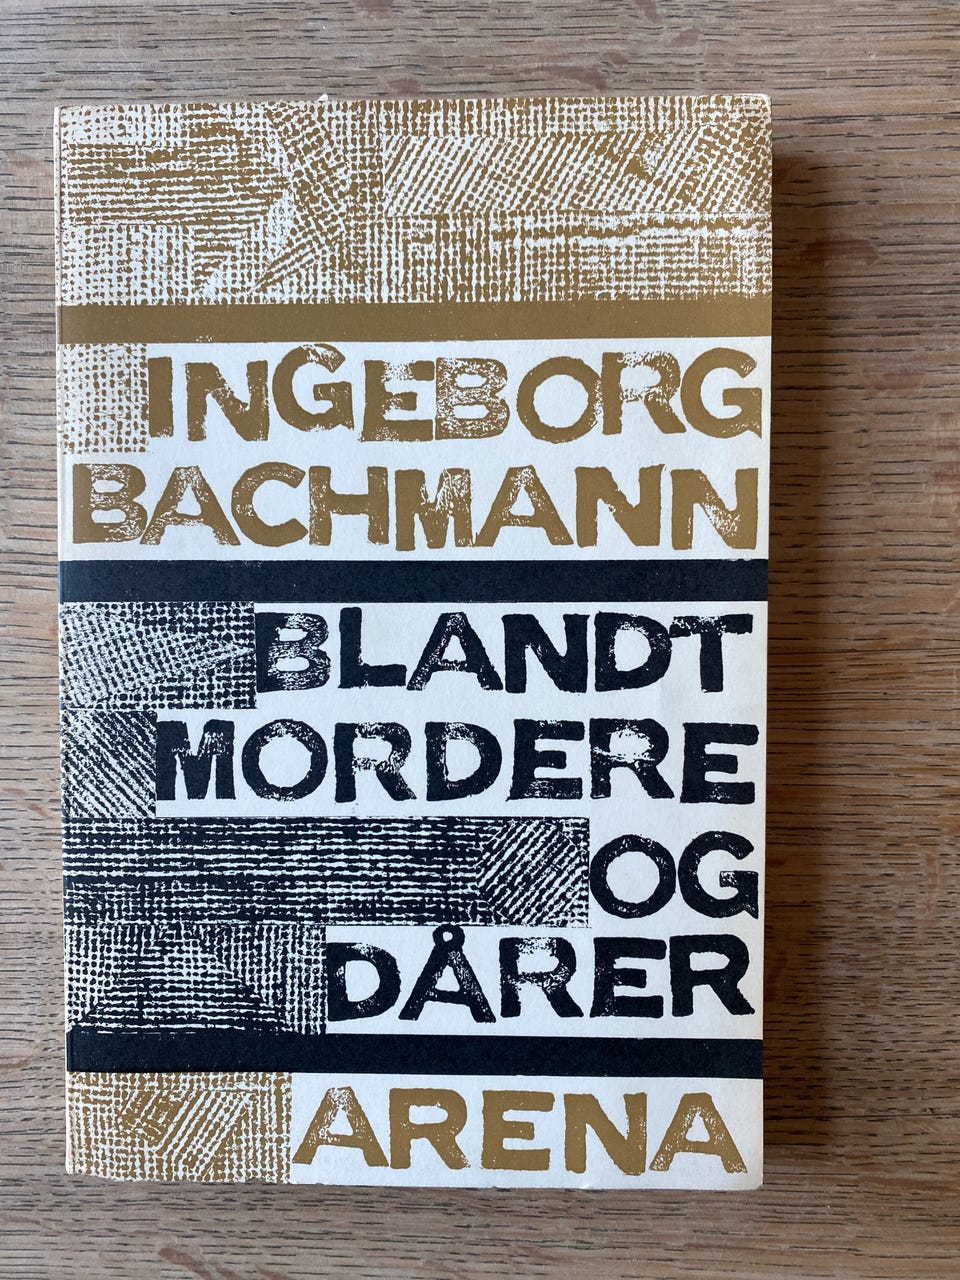 INGEBORG
BACHMANN
BLANDT
MORDERE
OG
DÅRER
ARENA